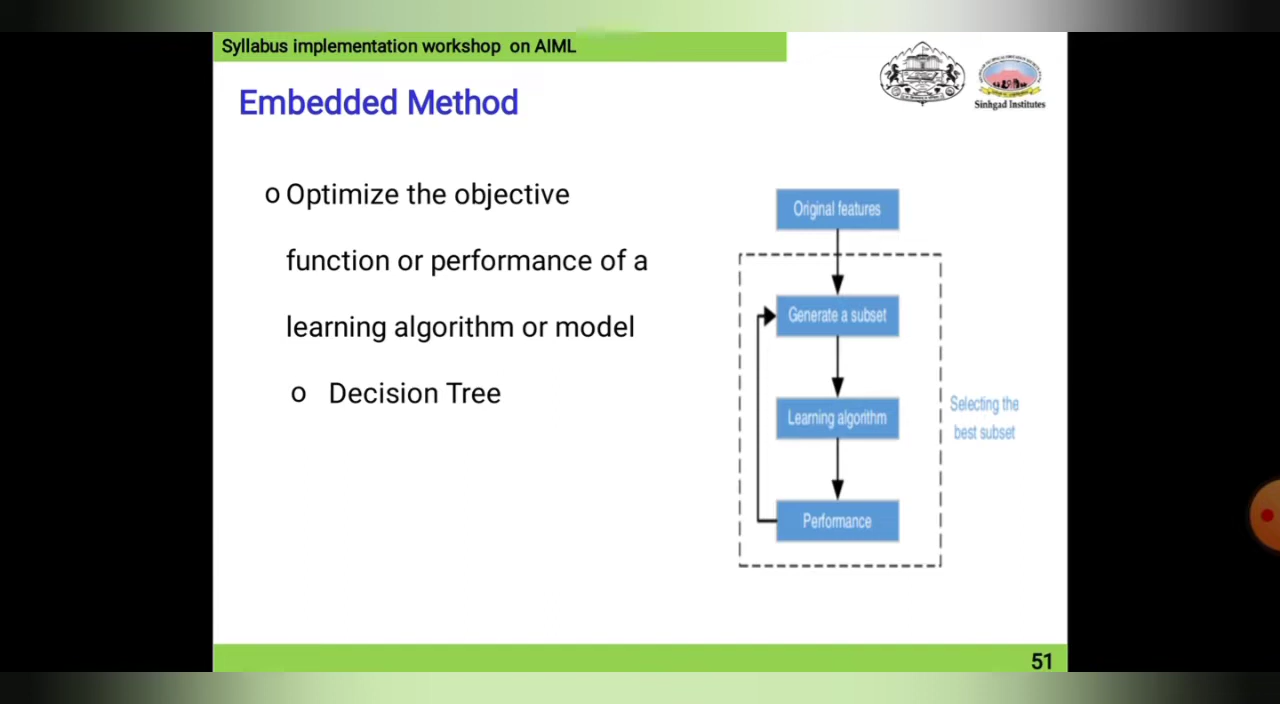 Syllabus implementation workshop on AIML
Sinhgad Institutes
Embedded Method
o Optimize the objective
function or performance of a
learning algorithm or model
o Decision Tree
Original features
Generate a subset
Learning algorithm
Performance
Selecting the
best subset
51